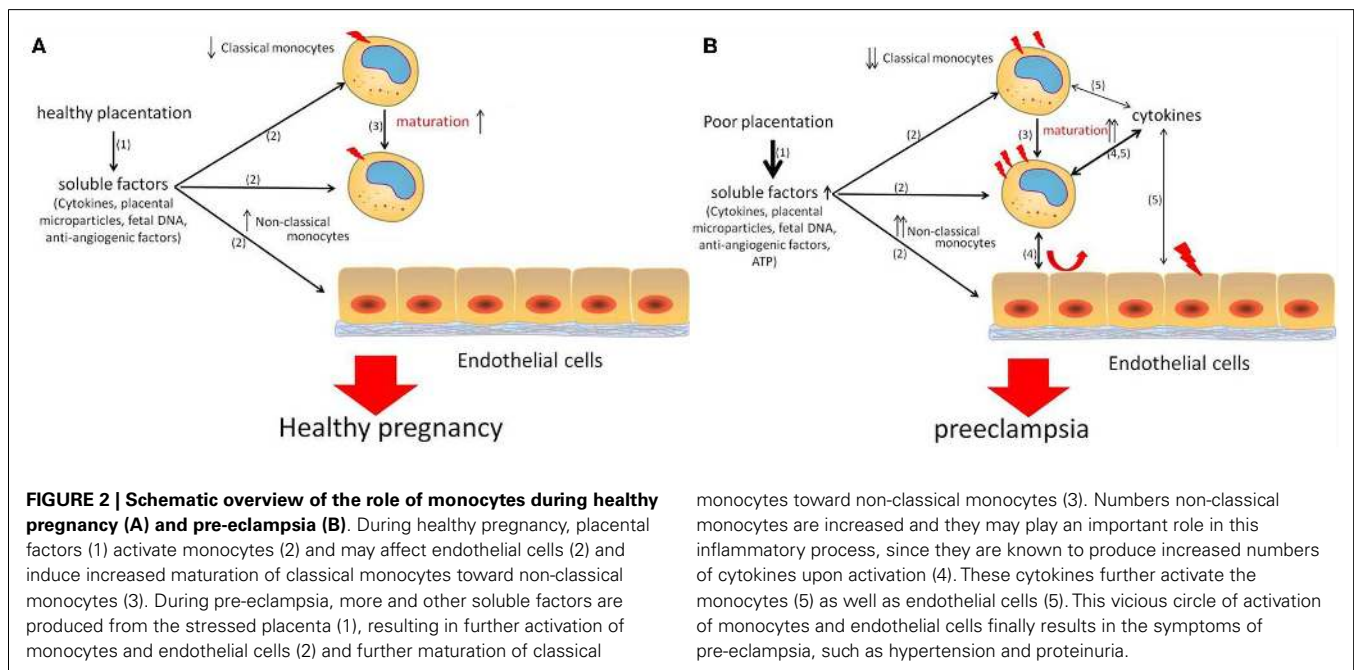 A
↓ Classical monocytes
healthy placentation
(1)
(2)
(3)
maturation ↑
soluble factors
(Cytokines, placental
microparticles, fetal DNA,
anti-angiogenic factors)
(2)
↑ Non-classical
monocytes
(2)
Endothelial cells
Healthy pregnancy
B
↓↓ Classical monocytes
(5)
cytokines
Poor placentation
(1)
(2)
(3)
maturation ↑↑
(4,5)
soluble factors ↑
(Cytokines, placental
microparticles, fetal DNA,
anti-angiogenic factors,
ATP)
(2)
↑↑ Non-classical
monocytes
(2)
(4)
(5)
Endothelial cells
preeclampsia
FIGURE 2 | Schematic overview of the role of monocytes during healthy
pregnancy (A) and pre-eclampsia (B). During healthy pregnancy, placental
factors (1) activate monocytes (2) and may affect endothelial cells (2) and
induce increased maturation of classical monocytes toward non-classical
monocytes (3). During pre-eclampsia, more and other soluble factors are
produced from the stressed placenta (1), resulting in further activation of
monocytes and endothelial cells (2) and further maturation of classical
monocytes toward non-classical monocytes (3). Numbers non-classical
monocytes are increased and they may play an important role in this
inflammatory process, since they are known to produce increased numbers
of cytokines upon activation (4). These cytokines further activate the
monocytes (5) as well as endothelial cells (5). This vicious circle of activation
of monocytes and endothelial cells finally results in the symptoms of
pre-eclampsia, such as hypertension and proteinuria.